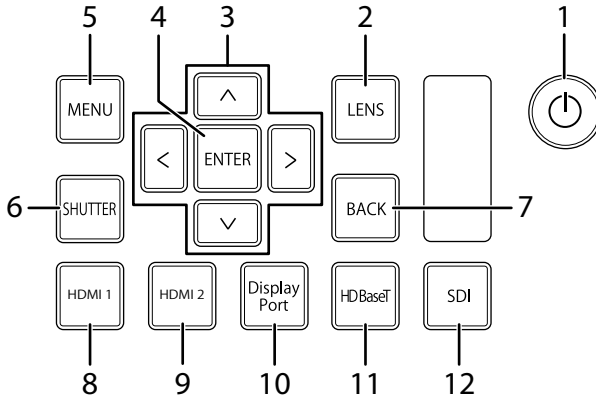 5 4 3 2 1
MENU
LENS
ENTER
6
SHUTTER
BACK
7
HDMI 1
HDMI 2
Display
Port
HDBaseT
SDI
8 9 10 11 12